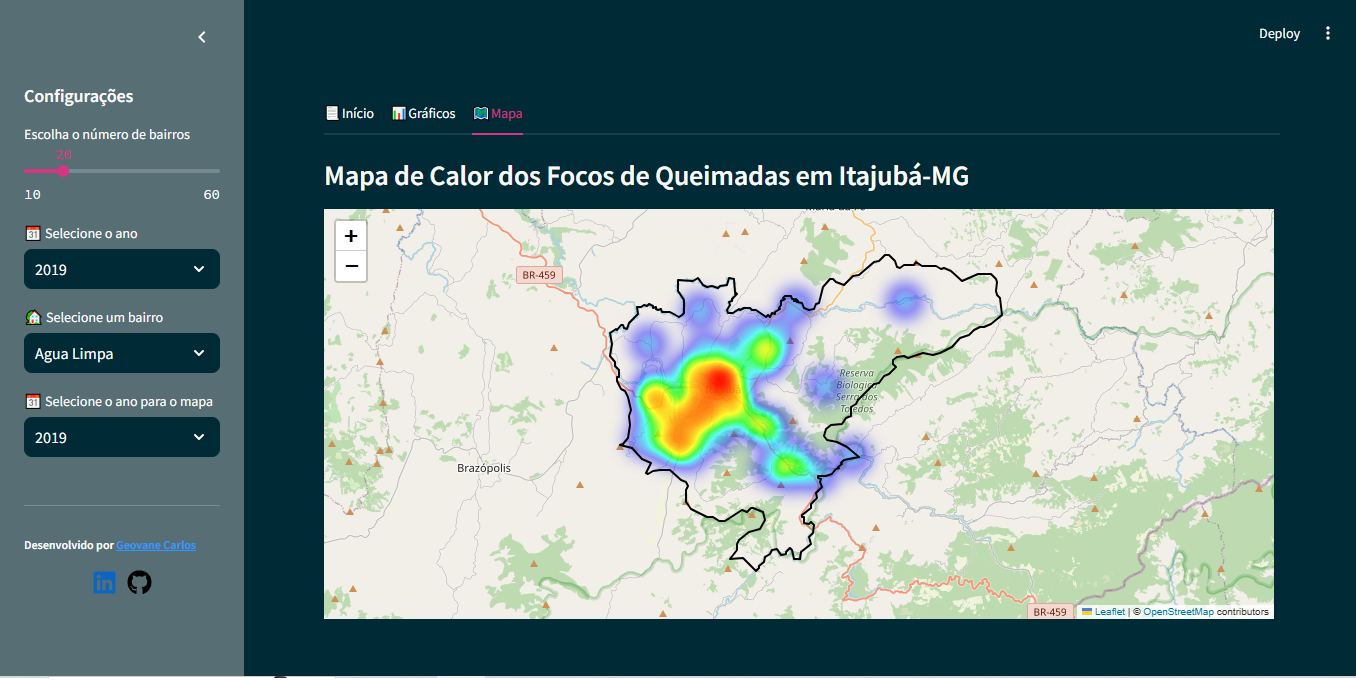 Deploy
Configurações
Escolha o número de bairros
20
10 60
Selecione o ano
2019
Selecione um bairro
Agua Limpa
Selecione o ano para o mapa
2019
Desenvolvido por Geovane Carlos
in
Início Gráficos Mapa
Mapa de Calor dos Focos de Queimadas em Itajubá-MG
+
−
BR-459
Reserva
Biológica
Serra dos
Toledos
Brazópolis
BR-459
Leaflet | © OpenStreetMap contributors